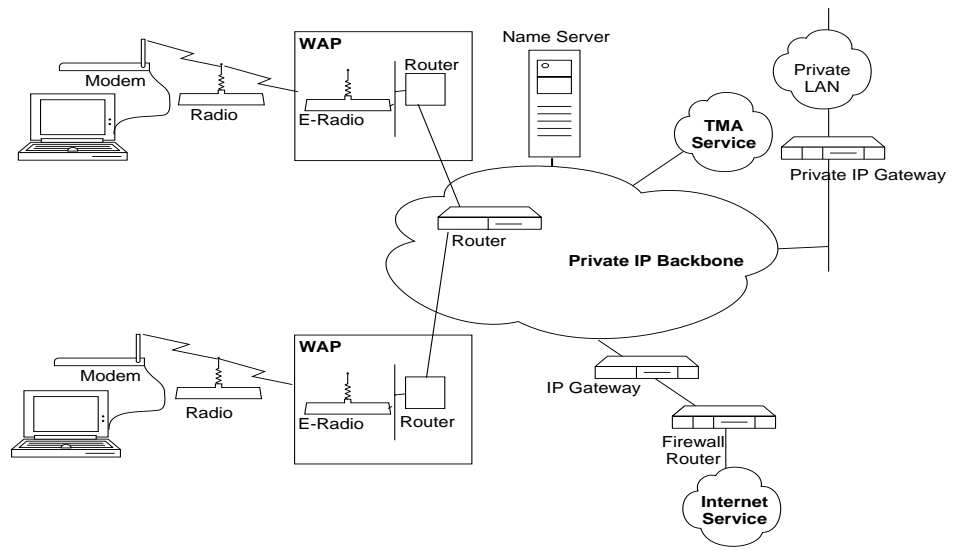 WAP
Name Server
Router
Private
LAN
Modem
Radio
E-Radio
TMA
Service
Private IP Gateway
Router
Private IP Backbone
WAP
Modem
IP Gateway
Radio
E-Radio
Router
Firewall
Router
Internet
Service